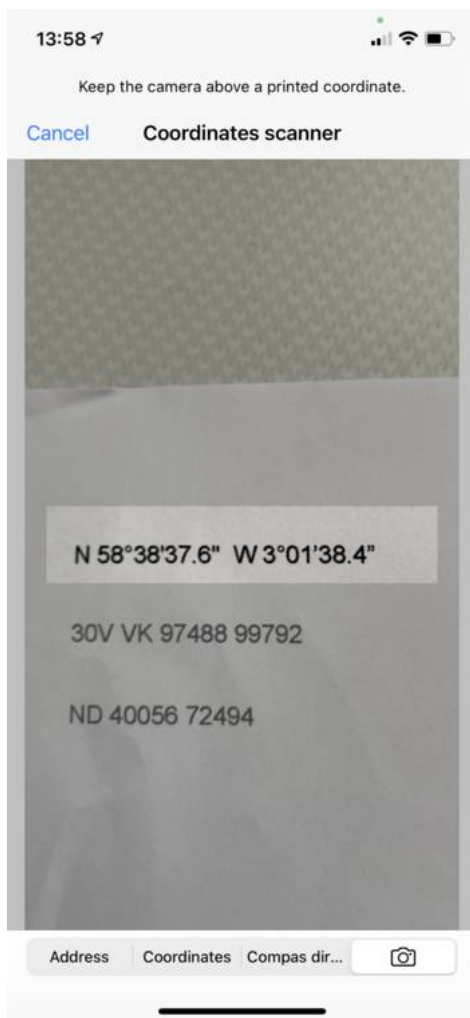 13:58
Keep the camera above a printed coordinate.
Cancel Coordinates scanner
N 58°38'37.6" W 3°01'38.4"
30V VK 97488 99792
ND 40056 72494
Address Coordinates Compas dir...